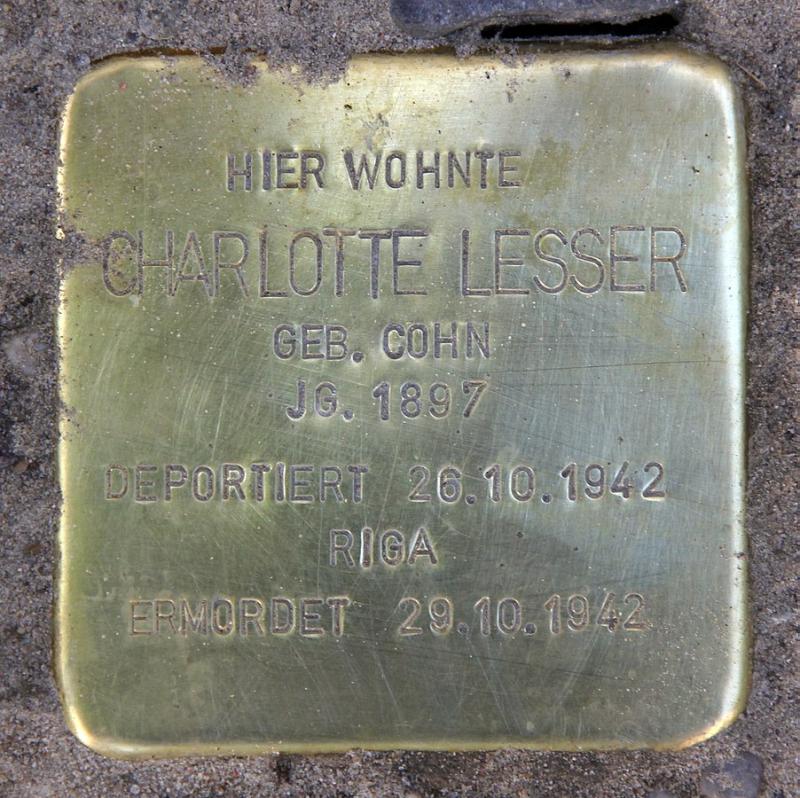 HIER WOHNTE
CHARLOTTE LESSER
GEB. COHN
JG. 1897
DEPORTIERT 26.10.1942
RIGA
ERMORDET 29.10.1942